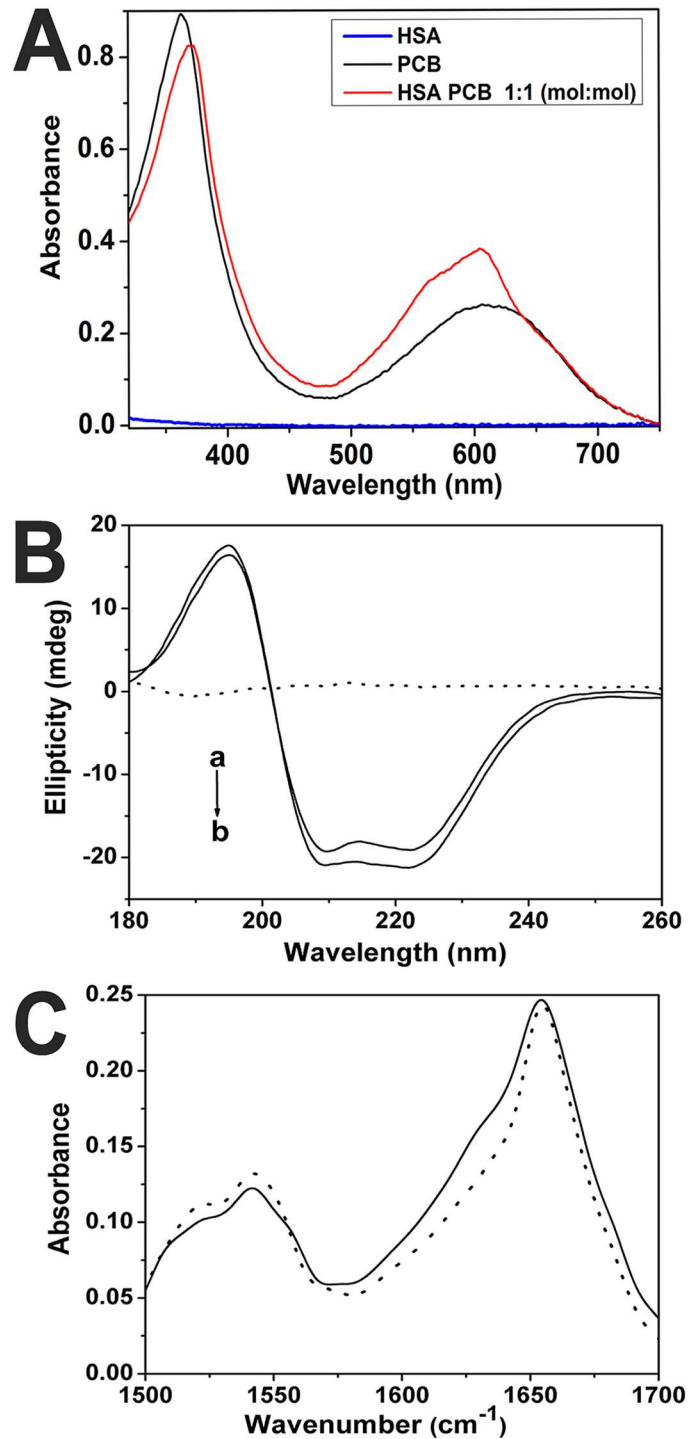 A
HSA
PCB
HSA PCB 1:1 (mol:mol)
Absorbance
0.8
0.6
0.4
0.2
0.0
400 500 600 700
Wavelength (nm)
B
Ellipticity (mdeg)
20
10
0
-10
-20
a
b
180 200 220 240 260
Wavelength (nm)
C
Absorbance
0.25
0.20
0.15
0.10
0.05
0.00
1500 1550 1600 1650 1700
Wavenumber (cm-1)